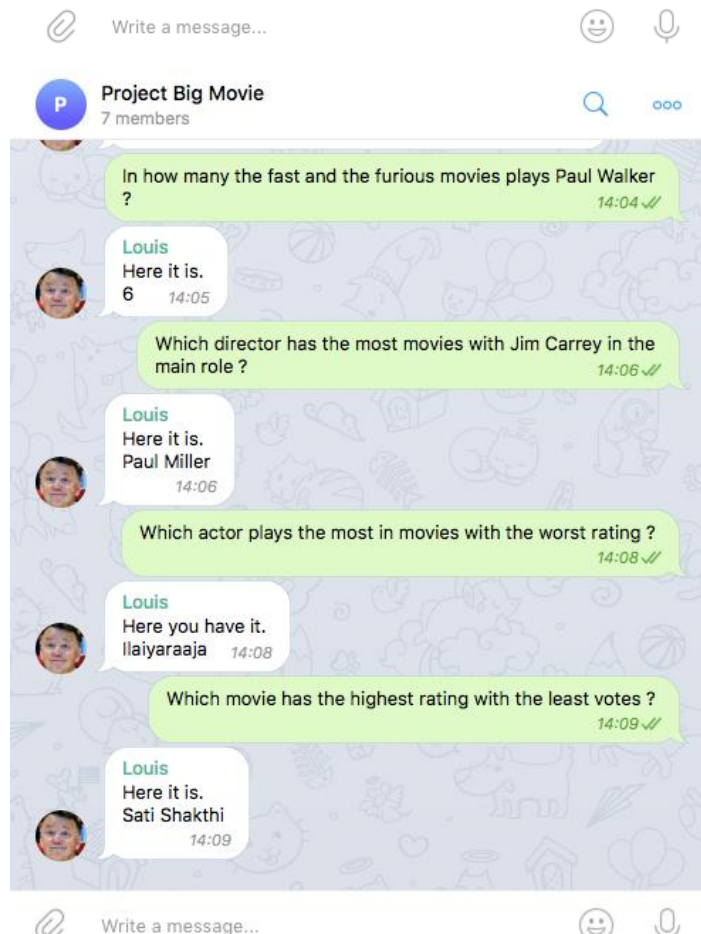 Write a message...
Project Big Movie
P
7 members
In how many the fast and the furious movies plays Paul Walker
?
14:04
Louis
Here it is.
6
14:05
Which director has the most movies with Jim Carrey in the
main role ?
14:06
Louis
Here it is.
Paul Miller
14:06
Which actor plays the most in movies with the worst rating ?
14:08
Louis
Here you have it.
Ilaiyaraaja
14:08
Which movie has the highest rating with the least votes ?
14:09
Louis
Here it is.
Sati Shakthi
14:09
Write a message...